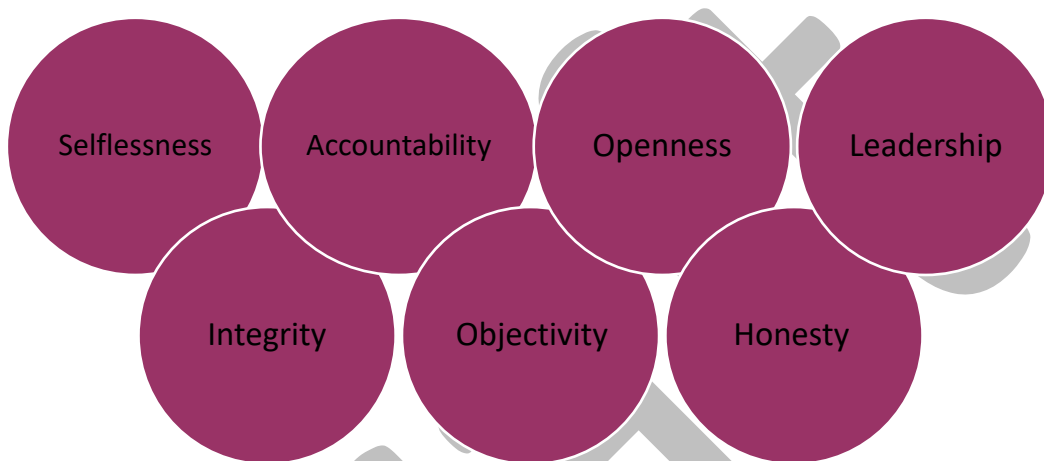 Selflessness
Accountability
Openness
Leadership
Integrity
Objectivity
Honesty